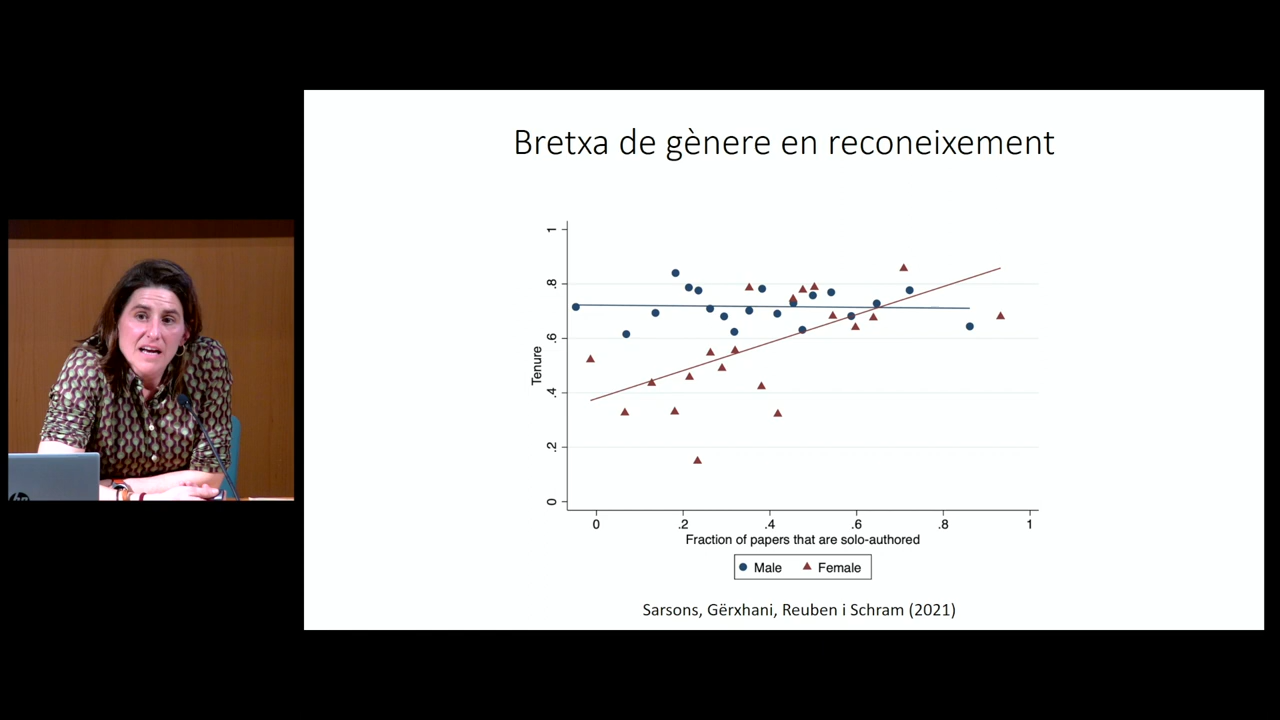 Bretxa de gènere en reconeixement
1
.8
.6
.4
.2
0
Tenure
0 .2 .4 .6 .8 1
Fraction of papers that are solo-authored
Male Female
Sarsons, Gërxhani, Reuben i Schram (2021)
hp